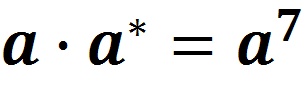 a · a* = a⁷